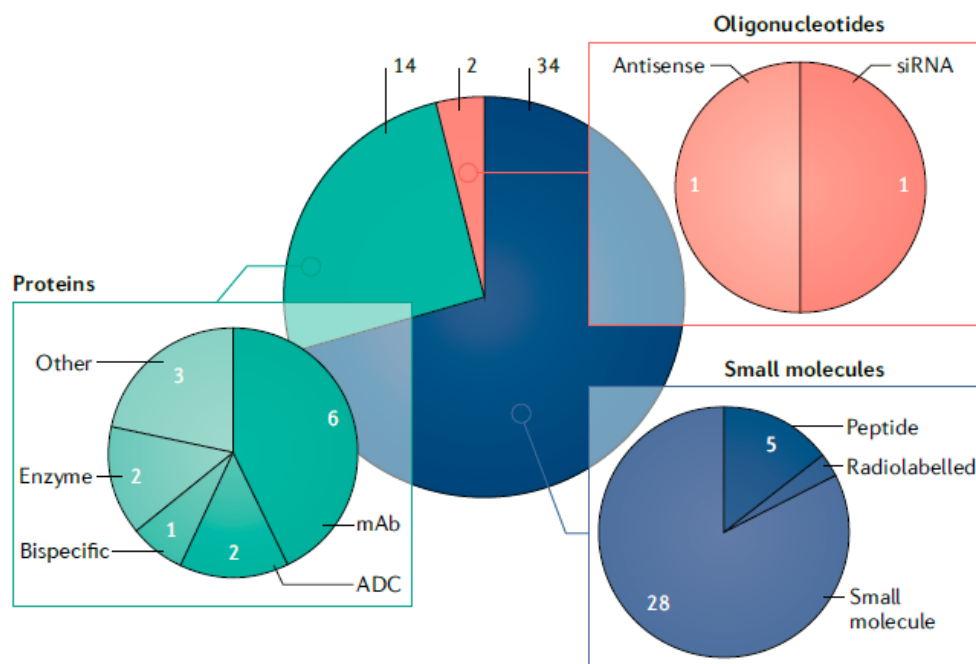 Oligonucleotides
14
2
34
Antisense
siRNA
1
1
Proteins
Other
3
6
Enzyme
2
1
Bispecific
2
mAb
ADC
Small molecules
Peptide
5
Radiolabelled
28
Small
molecule